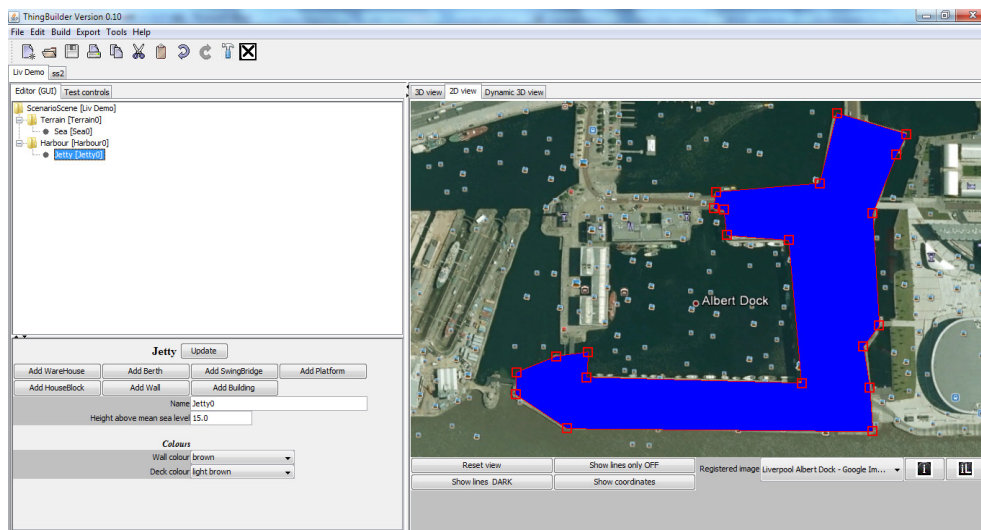 ThingBuilder Version 0.10
File Edit Build Export Tools Help
Liv Demo ss2
Editor (GUI) Test controls
ScenarioScene [Liv Demo]
Terrain [Terrain0]
Sea [Sea0]
Harbour [Harbour0]
Jetty [Jetty0]
Jetty Update
Add WareHouse Add Berth Add SwingBridge Add Platform
Add HouseBlock Add Wall Add Building
Name Jetty0
Height above mean sea level 15.0
Colours
Wall colour brown
Deck colour light brown
3D view 2D view Dynamic 3D view
Albert Dock
Reset view Show lines only OFF Registered image Liverpool Albert Dock - Google Im...
Show lines DARK Show coordinates